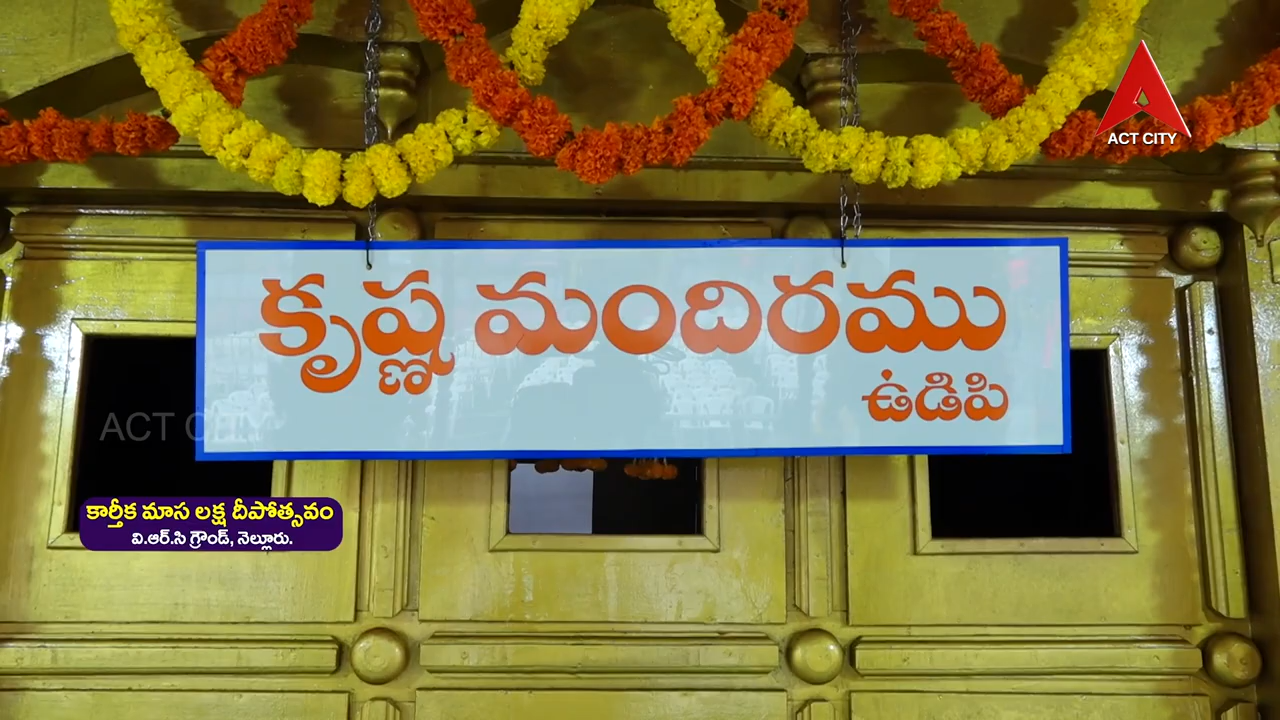 ACT CITY
కృష్ణ మందిరము
ఉడిపి
ACT CITY
కార్తీక మాస లక్ష దీపోత్సవం
వి.ఆర్.సి గ్రౌండ్, నెల్లూరు.